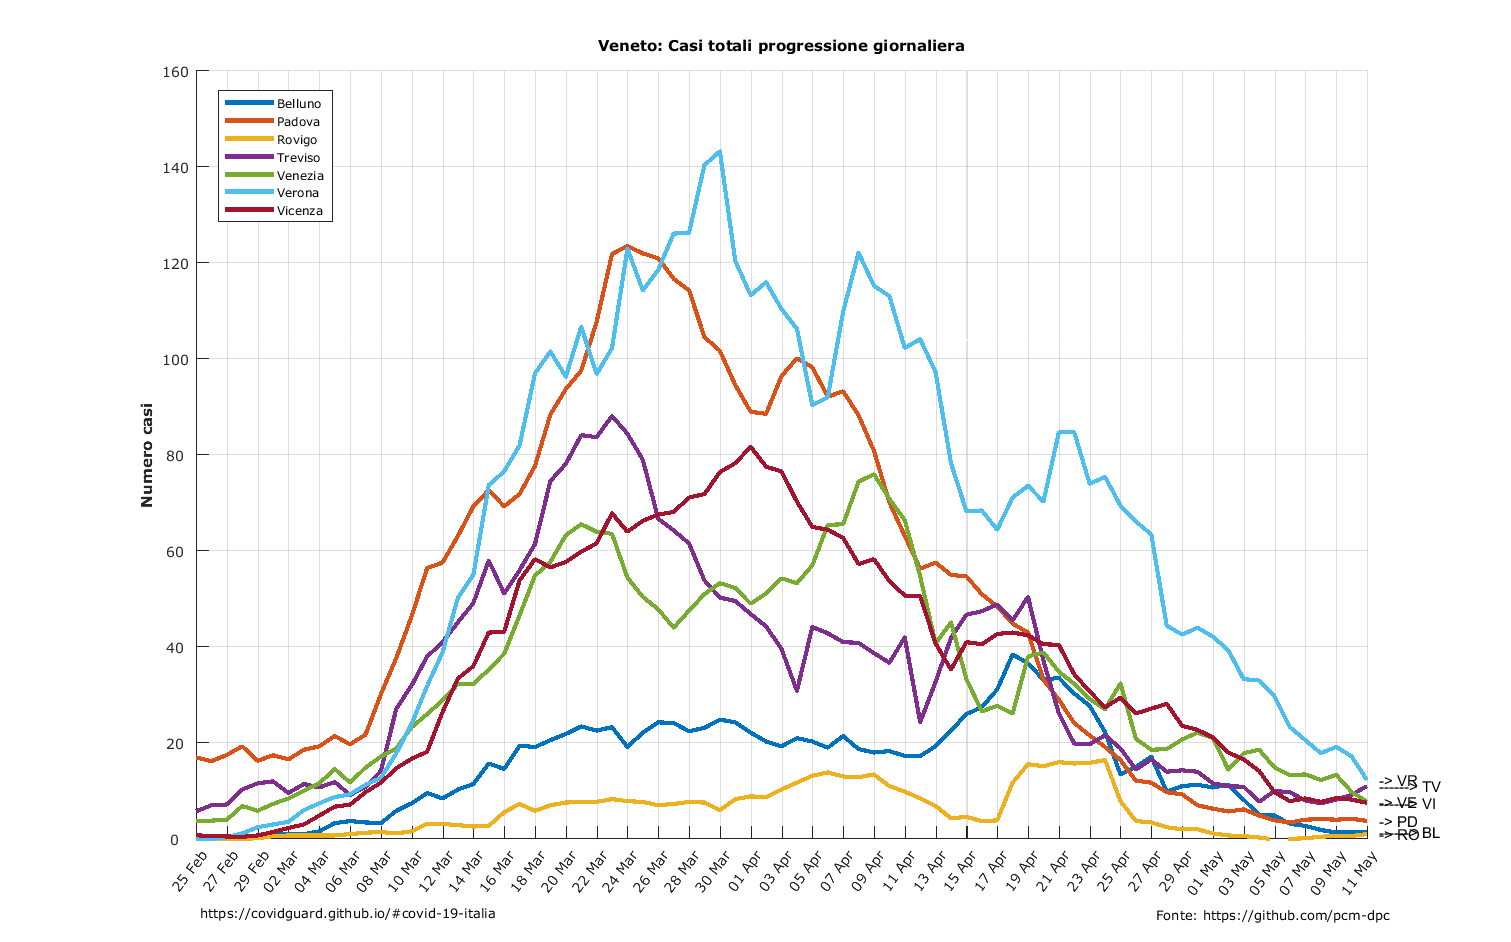 Veneto: Casi totali progressione giornaliera
160
140
120
100
80
60
40
20
0
Numero casi
Belluno
Padova
Rovigo
Treviso
Venezia
Verona
Vicenza
25 Feb
27 Feb
29 Feb
02 Mar
04 Mar
06 Mar
08 Mar
10 Mar
12 Mar
14 Mar
16 Mar
18 Mar
20 Mar
22 Mar
24 Mar
26 Mar
28 Mar
30 Mar
01 Apr
03 Apr
05 Apr
07 Apr
09 Apr
11 Apr
13 Apr
15 Apr
17 Apr
19 Apr
21 Apr
23 Apr
25 Apr
27 Apr
29 Apr
01 May
03 May
05 May
07 May
09 May
11 May
-> VR
------> TV
-> VE
------> VI
-> PD
------> BL
-> RO
https://covidguard.github.io/#covid-19-italia
Fonte: https://github.com/pcm-dpc